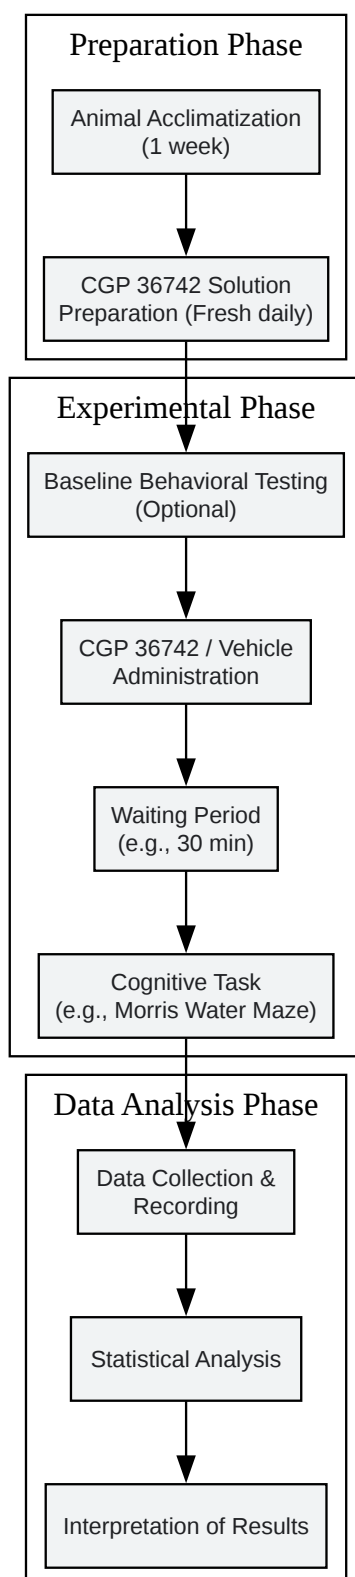 Preparation Phase
Animal Acclimatization
(1 week)
CGP 36742 Solution
Preparation (Fresh daily)
Experimental Phase
Baseline Behavioral Testing
(Optional)
CGP 36742 / Vehicle
Administration
Waiting Period
(e.g., 30 min)
Cognitive Task
(e.g., Morris Water Maze)
Data Analysis Phase
Data Collection &
Recording
Statistical Analysis
Interpretation of Results